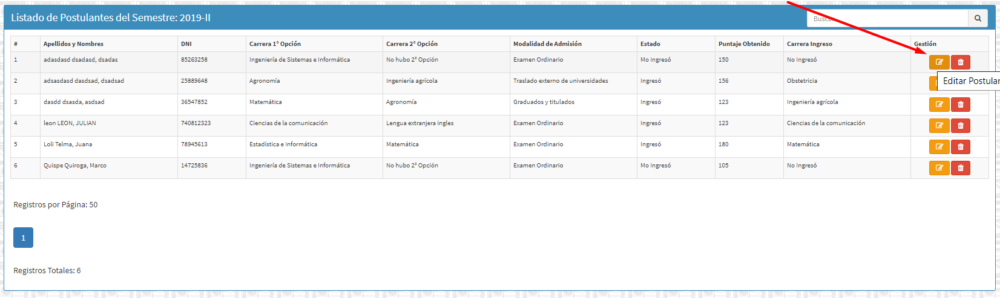 Listado de Postulantes del Semestre: 2019-II
Buscar
# Apellidos y Nombres DNI Carrera 1° Opción Carrera 2° Opción Modalidad de Admisión Estado Puntaje Obtenido Carrera Ingreso Gestión
1 adasdasd dsadasd, dsadas 85263258 Ingeniería de Sistemas e Informática No hubo 2° Opción Examen Ordinario Mo Ingresó 150 No Ingresó
2 adsasdasd dasdsad, dsadsad 25889648 Agronomía Ingeniería agrícola Traslado externo de universidades Ingresó 156 Obstetricia
Editar Postular
3 dasdd dsasda, asdsad 36547852 Matemática Agronomía Graduados y titulados Ingresó 123 Ingeniería agrícola
4 leon LEON, JULIAN 740812323 Ciencias de la comunicación Lengua extranjera ingles Examen Ordinario Ingresó 123 Ciencias de la comunicación
5 Loli Telma, Juana 78945613 Estadística e Informática Matemática Examen Ordinario Ingresó 180 Matemática
6 Quispe Quiroga, Marco 14725836 Ingeniería de Sistemas e Informática No hubo 2° Opción Examen Ordinario Mo Ingresó 105 No Ingresó
Registros por Página: 50
1
Registros Totales: 6